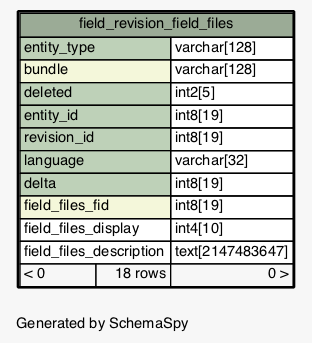 field_revision_field_files
entity_type varchar[128]
bundle varchar[128]
deleted int2[5]
entity_id int8[19]
revision_id int8[19]
language varchar[32]
delta int8[19]
field_files_fid int8[19]
field_files_display int4[10]
field_files_description text[2147483647]
< 0 18 rows 0 >
Generated by SchemaSpy